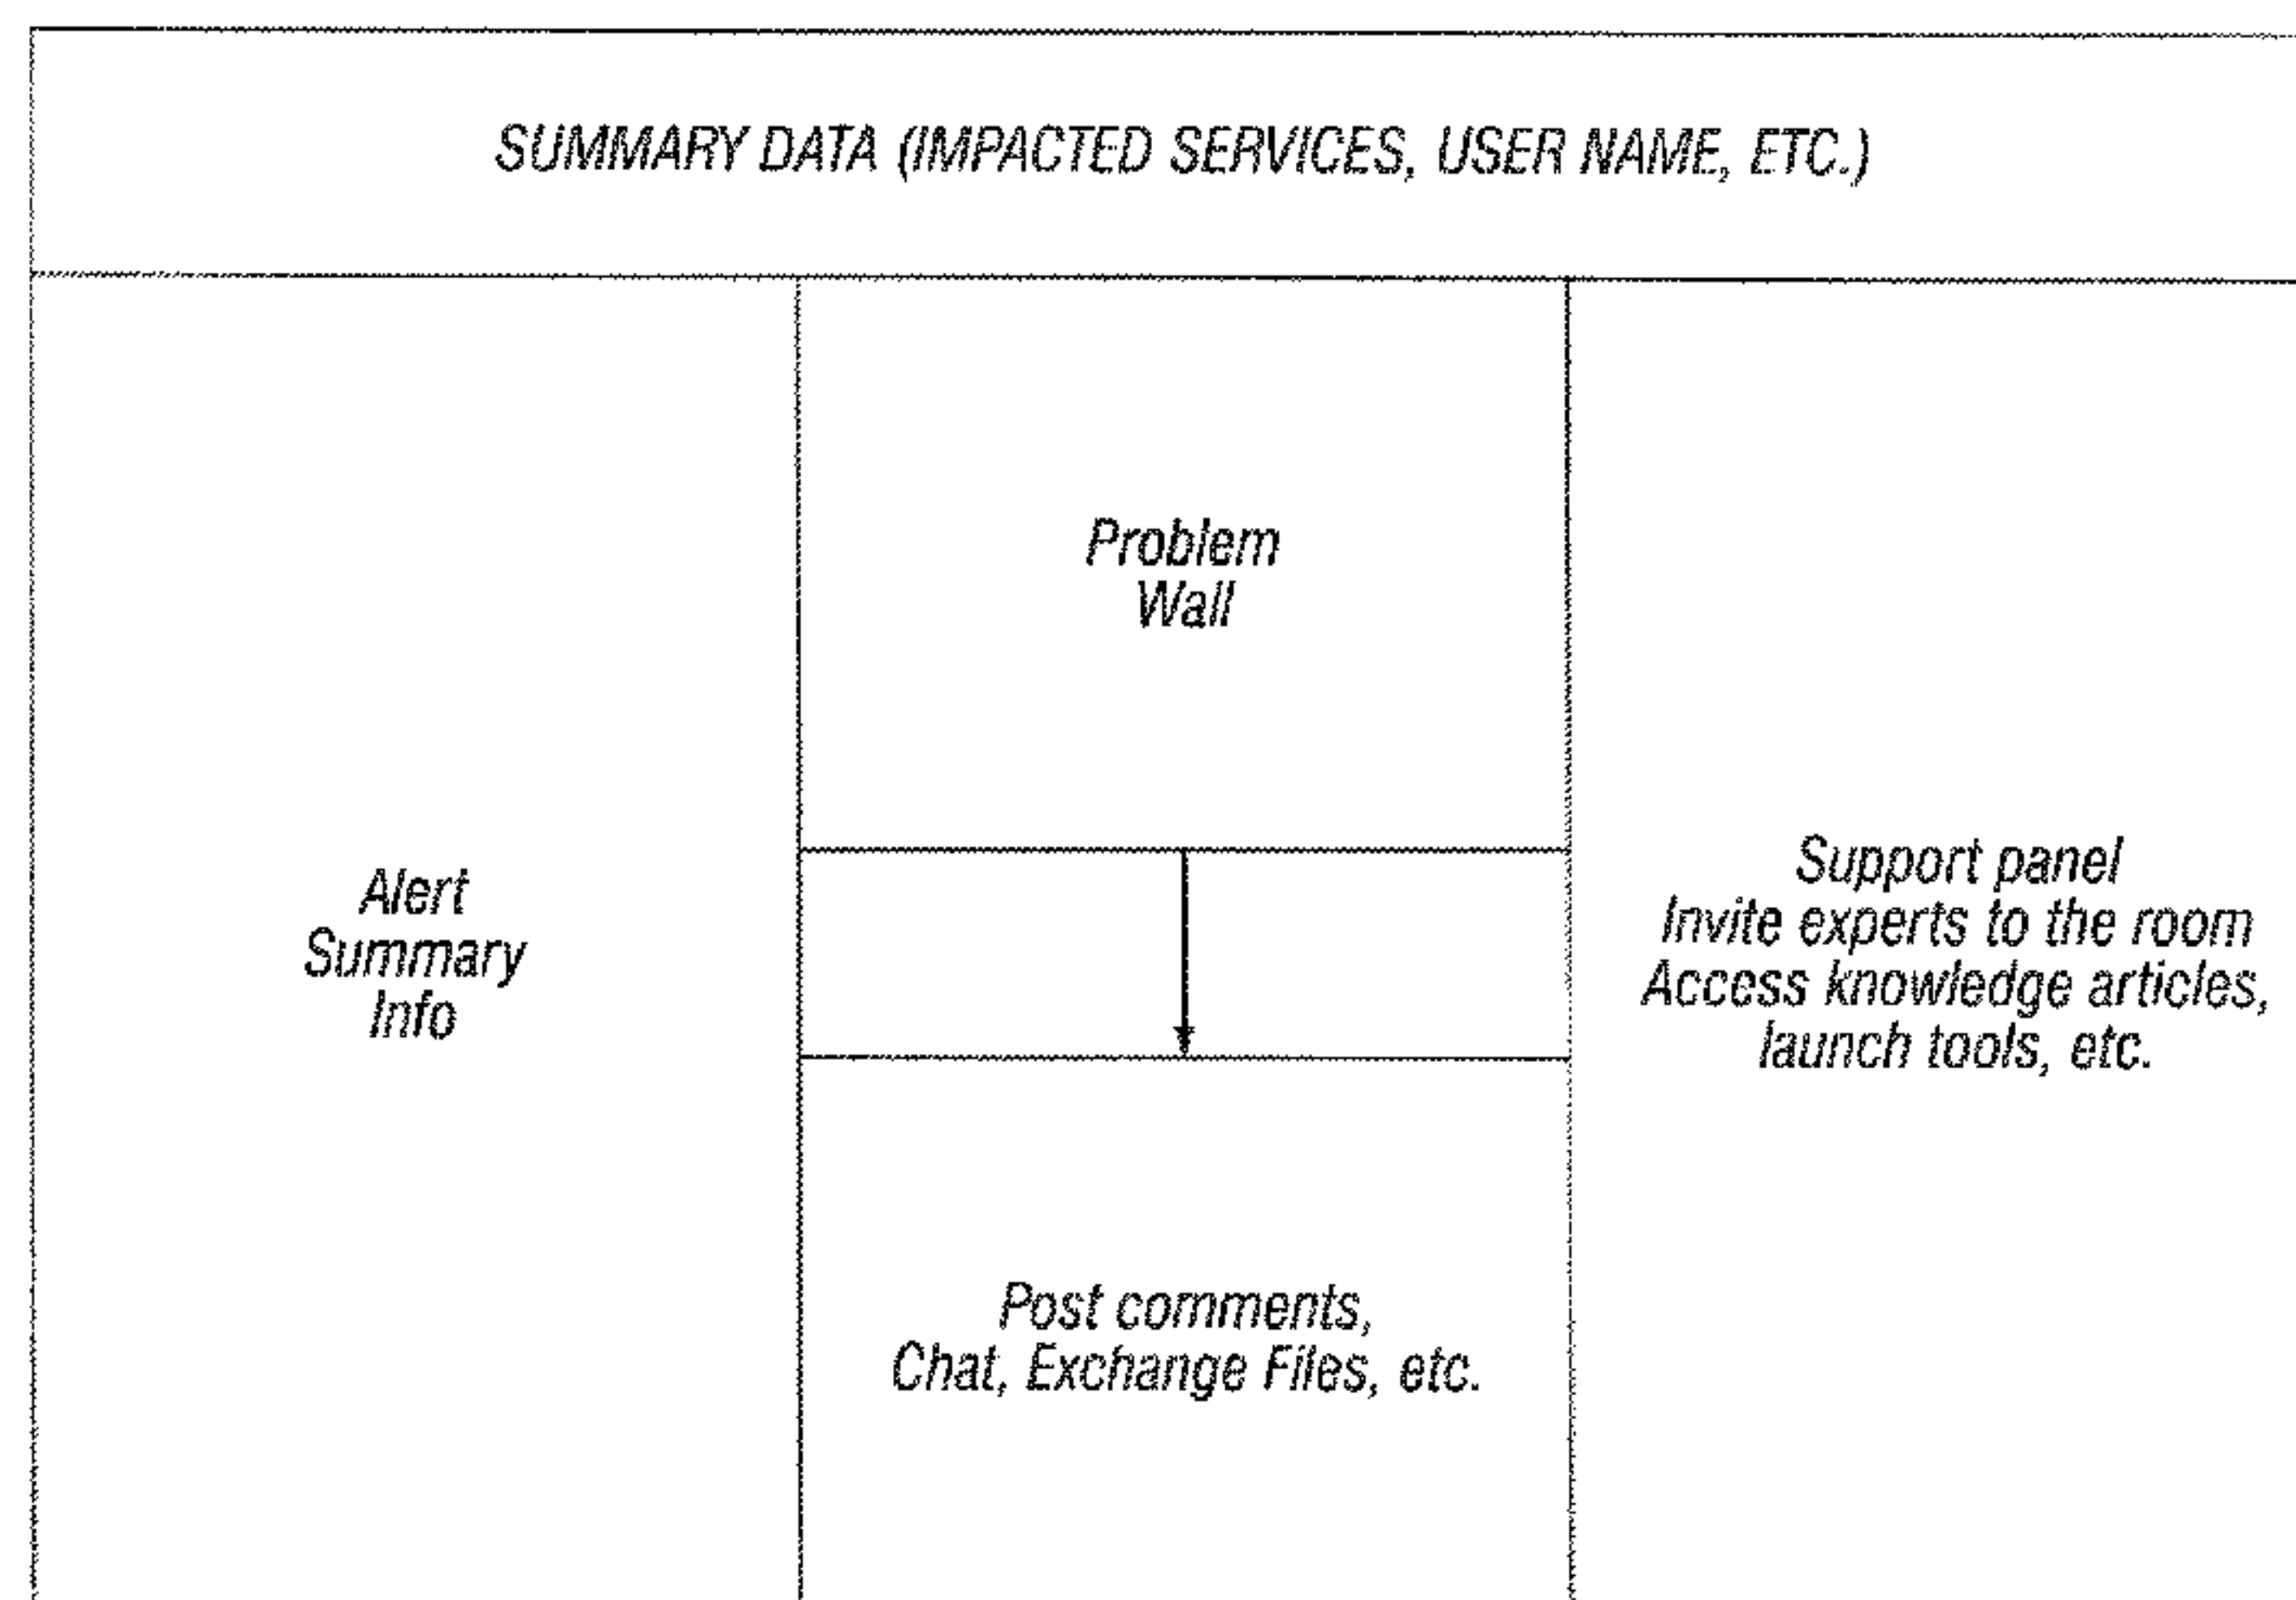 SUMMARY DATA (IMPACTED SERVICES, USER NAME, ETC.)
Alert
Summary
Info
Problem
Wall
Post comments,
Chat, Exchange Files, etc.
Support panel
Invite experts to the room
Access knowledge articles,
launch tools, etc.